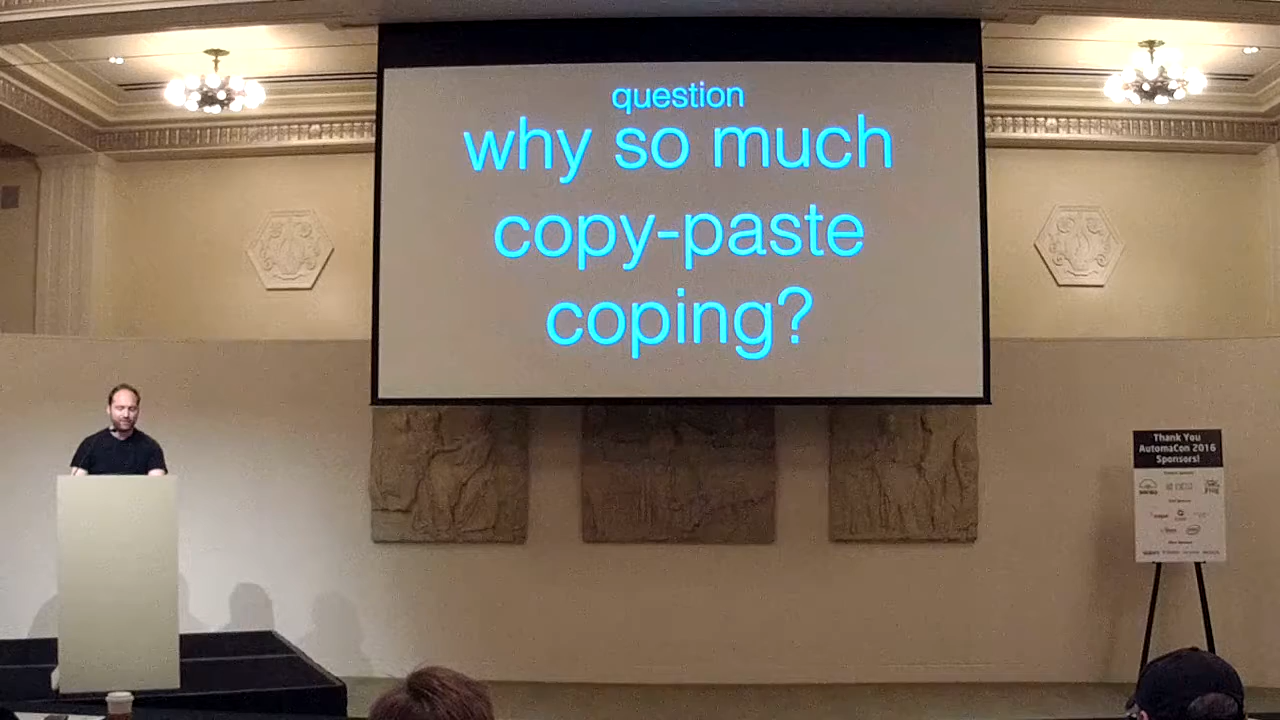 question
why so much
copy-paste
coping?
Thank You
AutomaCon 2016
Sponsors!